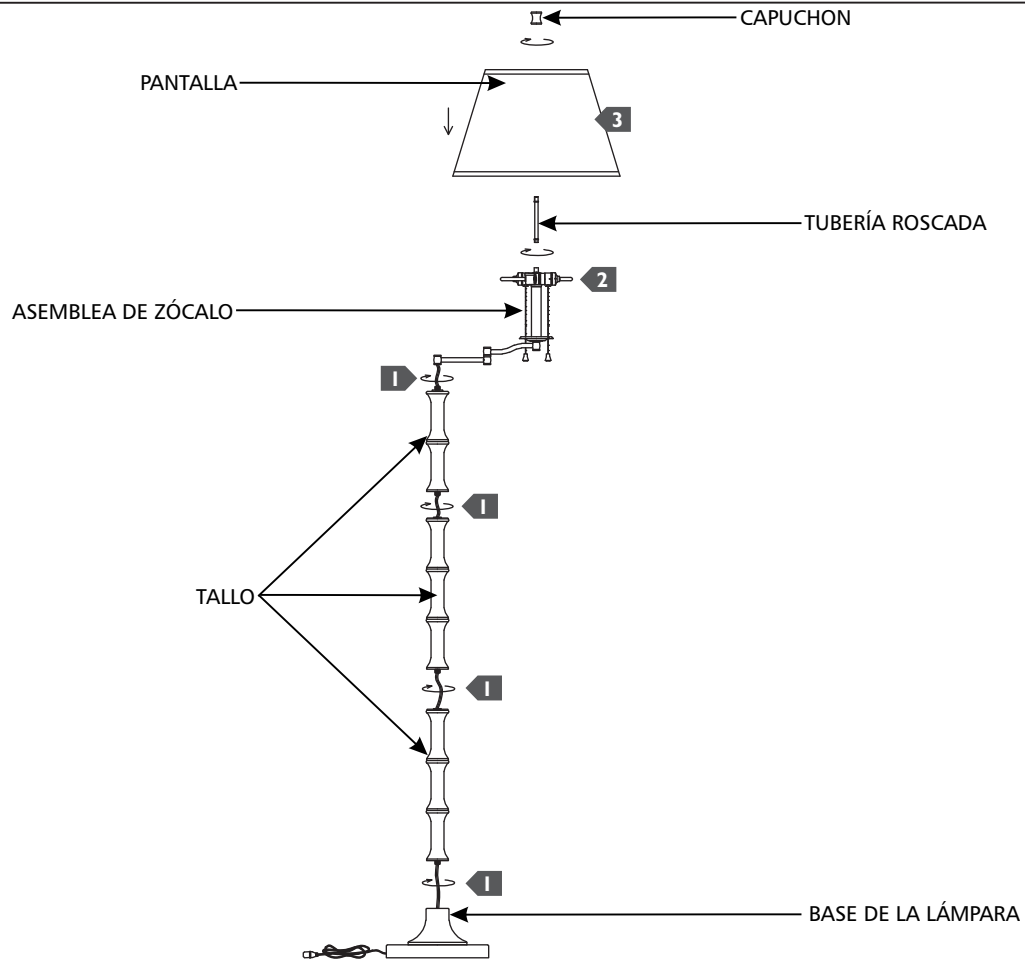 CAPUCHON
PANTALLA
3
TUBERÍA ROSCADA
2
ASEMBLEA DE ZÓCALO
1
1
TALLO
1
1
BASE DE LA LÁMPARA